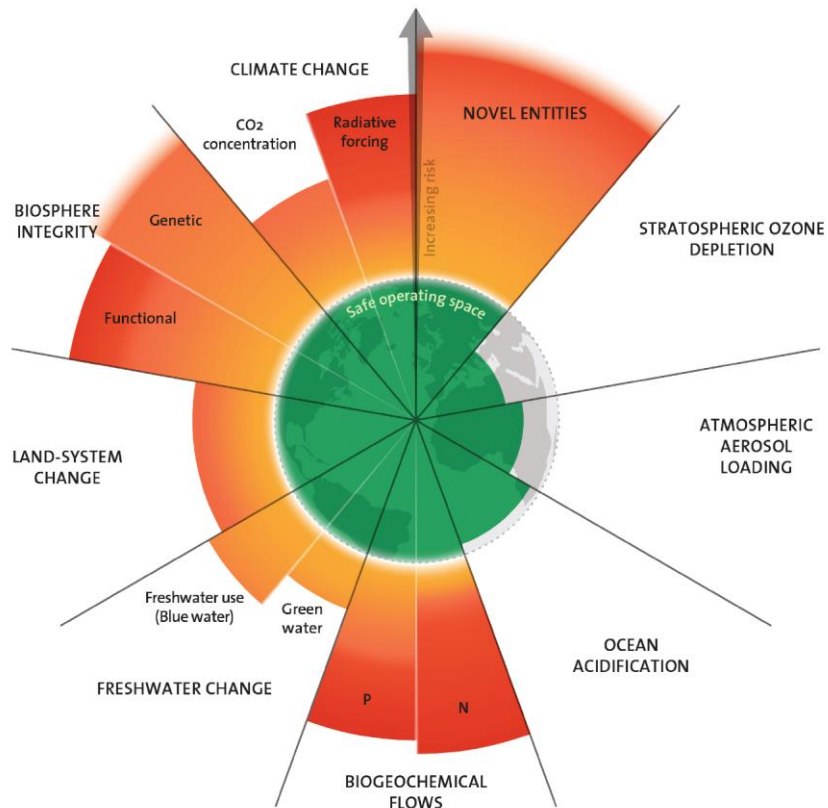 CLIMATE CHANGE
CO2
concentration
Radiative
forcing
Increasing risk
NOVEL ENTITIES
STRATOSPHERIC OZONE
DEPLETION
BIOSPHERE
INTEGRITY
Genetic
Functional
Safe operating space
LAND-SYSTEM
CHANGE
ATMOSPHERIC
AEROSOL
LOADING
Freshwater use
(Blue water)
Green
water
FRESHWATER CHANGE
OCEAN
ACIDIFICATION
P
N
BIOGEOCHEMICAL
FLOWS